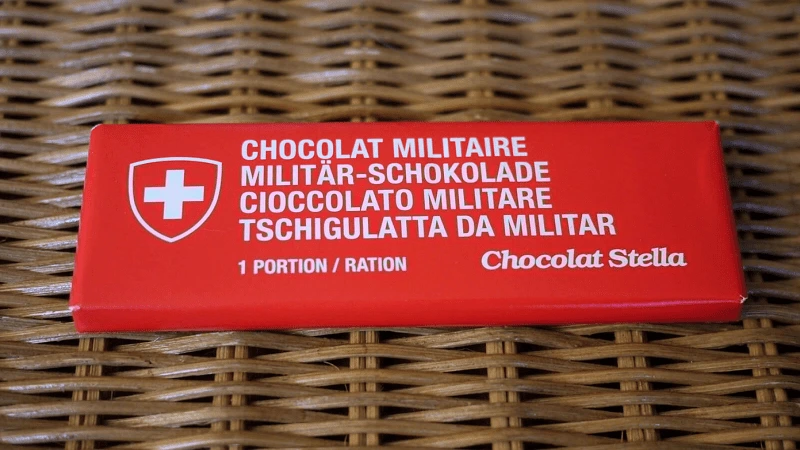 CHOCOLAT MILITAIRE
MILITÄR-SCHOKOLADE
CIOCCOLATO MILITARE
TSCHIGULATTA DA MILITAR
1 PORTION / RATION
Chocolat Stella